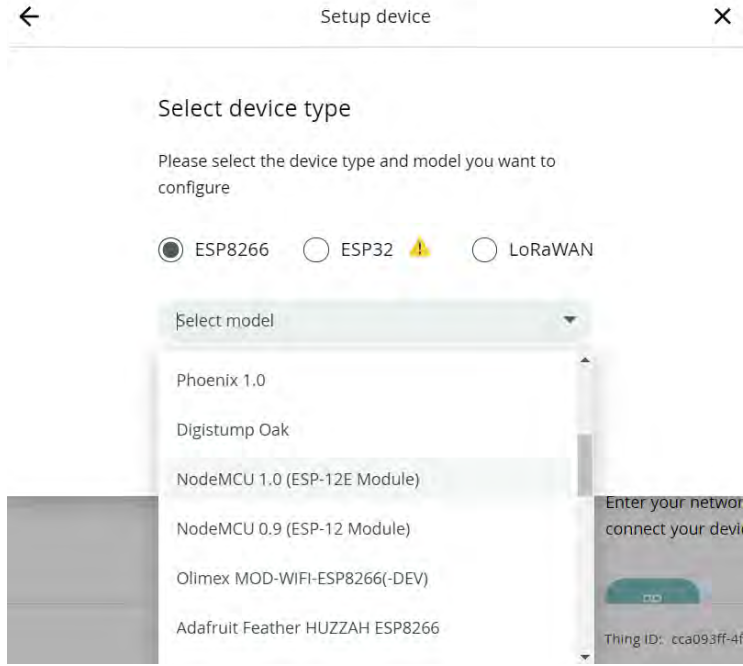 Setup device
Select device type
Please select the device type and model you want to
configure
ESP8266
ESP32
LoRaWAN
Select model
Phoenix 1.0
Digistump Oak
NodeMCU 1.0 (ESP-12E Module)
NodeMCU 0.9 (ESP-12 Module)
Olimex MOD-WIFI-ESP8266(-DEV)
Adafruit Feather HUZZAH ESP8266
Enter your networ
connect your devi
Thing ID: cca093ff-4f